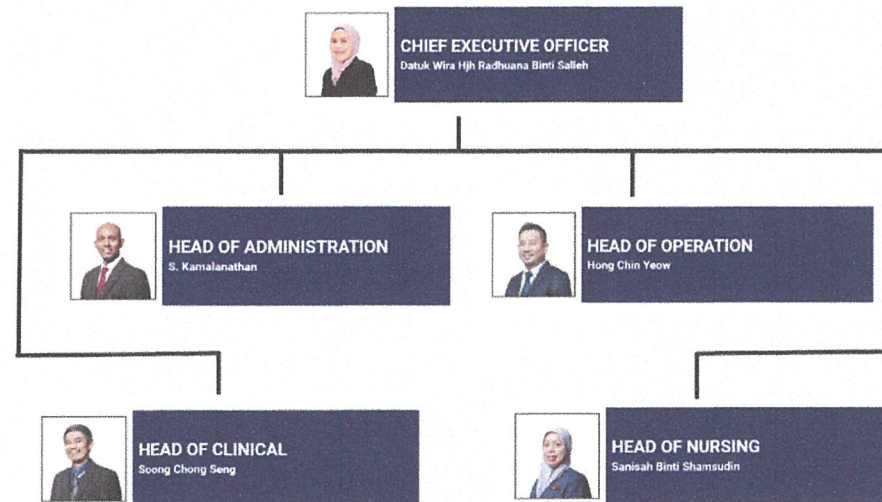 CHIEF EXECUTIVE OFFICER
Datuk Wira Hjh Radhuana Binti Salleh
HEAD OF ADMINISTRATION
S. Kamalanathan
HEAD OF OPERATION
Hong Chin Yeow
HEAD OF CLINICAL
Soong Chong Seng
HEAD OF NURSING
Sanisah Binti Shamsudin